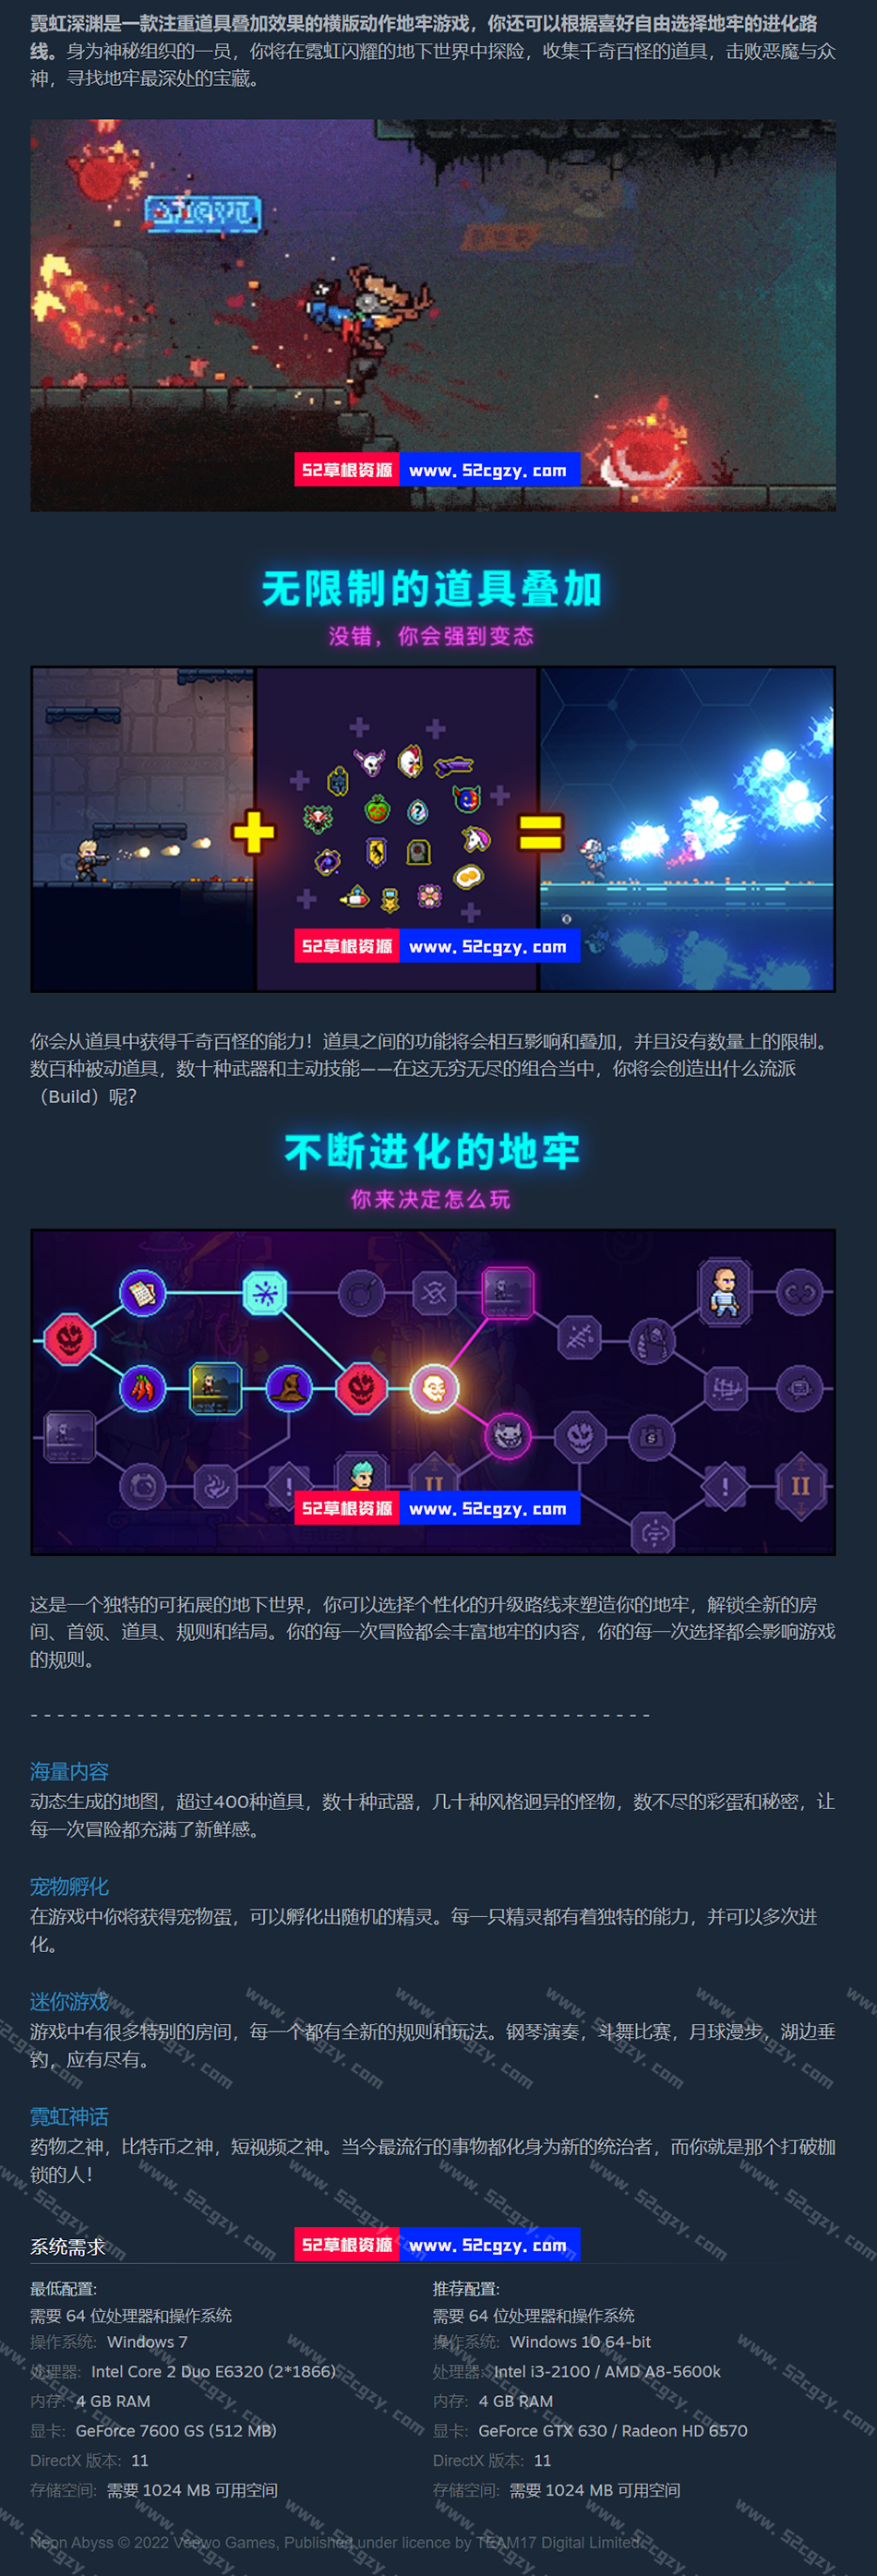 霓虹深渊是一款注重道具叠加效果的横版动作地牢游戏，你还可以根据喜好自由选择地牢的进化路
线。身为神秘组织的一员，你将在霓虹闪耀的地下世界中探险，收集千奇百怪的道具，击败恶魔与众
神，寻找地牢最深处的宝藏。
52草根资源 www.52cgzy.com
无限制的道具叠加
没错，你会强到变态
52草根资源 www.52cgzy.com
你会从道具中获得千奇百怪的能力！道具之间的功能将会相互影响和叠加，并且没有数量上的限制。
数百种被动道具，数十种武器和主动技能——在这无穷无尽的组合当中，你将会创造出什么流派
（Build）呢?
不断进化的地牢
你来决定怎么玩
II
II
52草根资源 www.52cgzy.com
这是一个独特的可拓展的地下世界，你可以选择个性化的升级路线来塑造你的地牢，解锁全新的房
间、首领、道具、规则和结局。你的每一次冒险都会丰富地牢的内容，你的每一次选择都会影响游戏
的规则。
- - - - - - - - - - - - - - - - - - - - - - - - - - - - - - - - - - - - - - - - - - - - - - -
海量内容
动态生成的地图，超过400种道具，数十种武器，几十种风格迥异的怪物，数不尽的彩蛋和秘密，让
每一次冒险都充满了新鲜感。
宠物孵化
在游戏中你将获得宠物蛋，可以孵化出随机的精灵。每一只精灵都有着独特的能力，并可以多次进
化。
迷你游戏
游戏中有很多特别的房间，每一个都有全新的规则和玩法。钢琴演奏，斗舞比赛，月球漫步，湖边垂
钓，应有尽有。
霓虹神话
药物之神，比特币之神，短视频之神。当今最流行的事物都化身为新的统治者，而你就是那个打破枷
锁的人！
52草根资源 www.52cgzy.com
系统需求
最低配置:
需要 64 位处理器和操作系统
操作系统: Windows 7
处理器: Intel Core 2 Duo E6320 (2*1866)
内存: 4 GB RAM
显卡: GeForce 7600 GS (512 MB)
DirectX 版本: 11
存储空间: 需要 1024 MB 可用空间
推荐配置:
需要 64 位处理器和操作系统
操作系统: Windows 10 64-bit
处理器: Intel i3-2100 / AMD A8-5600k
内存: 4 GB RAM
显卡: GeForce GTX 630 / Radeon HD 6570
DirectX 版本: 11
存储空间: 需要 1024 MB 可用空间
Neon Abyss © 2022 Veewo Games, Published under licence by TEAM17 Digital Limited.
www.52cgzy.com